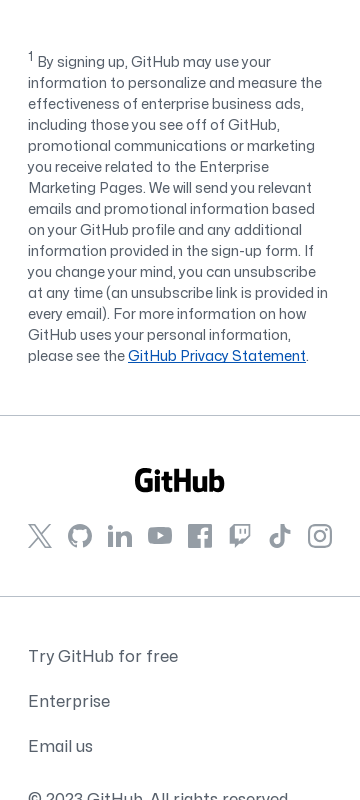 1 By signing up, GitHub may use your
information to personalize and measure the
effectiveness of enterprise business ads,
including those you see off of GitHub,
promotional communications or marketing
you receive related to the Enterprise
Marketing Pages. We will send you relevant
emails and promotional information based
on your GitHub profile and any additional
information provided in the sign-up form. If
you change your mind, you can unsubscribe
at any time (an unsubscribe link is provided in
every email). For more information on how
GitHub uses your personal information,
please see the GitHub Privacy Statement.
GitHub
Try GitHub for free
Enterprise
Email us
© 2023 GitHub. All rights reserved